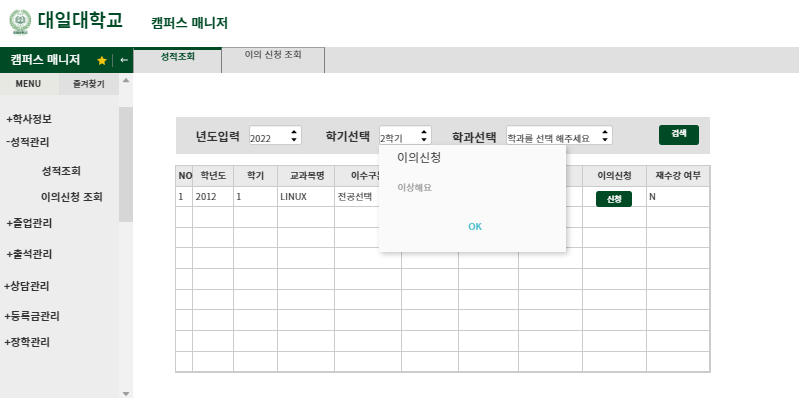 대일대학교 캠퍼스 매니저
캠퍼스 매니저 성적조회 이의 신청 조회
MENU 즐겨찾기
+학사정보
-성적관리
성적조회
이의신청 조회
+졸업관리
+출석관리
+상담관리
+등록금관리
+장학관리
년도입력 2022 학기선택 2학기 학과선택 학과를 선택 해주세요 검색
NO 학년도 학기 교과목명 이수구 이의신청 재수강 여부
1 2012 1 LINUX 전공선택 신청 N
이의신청
이상해요
OK